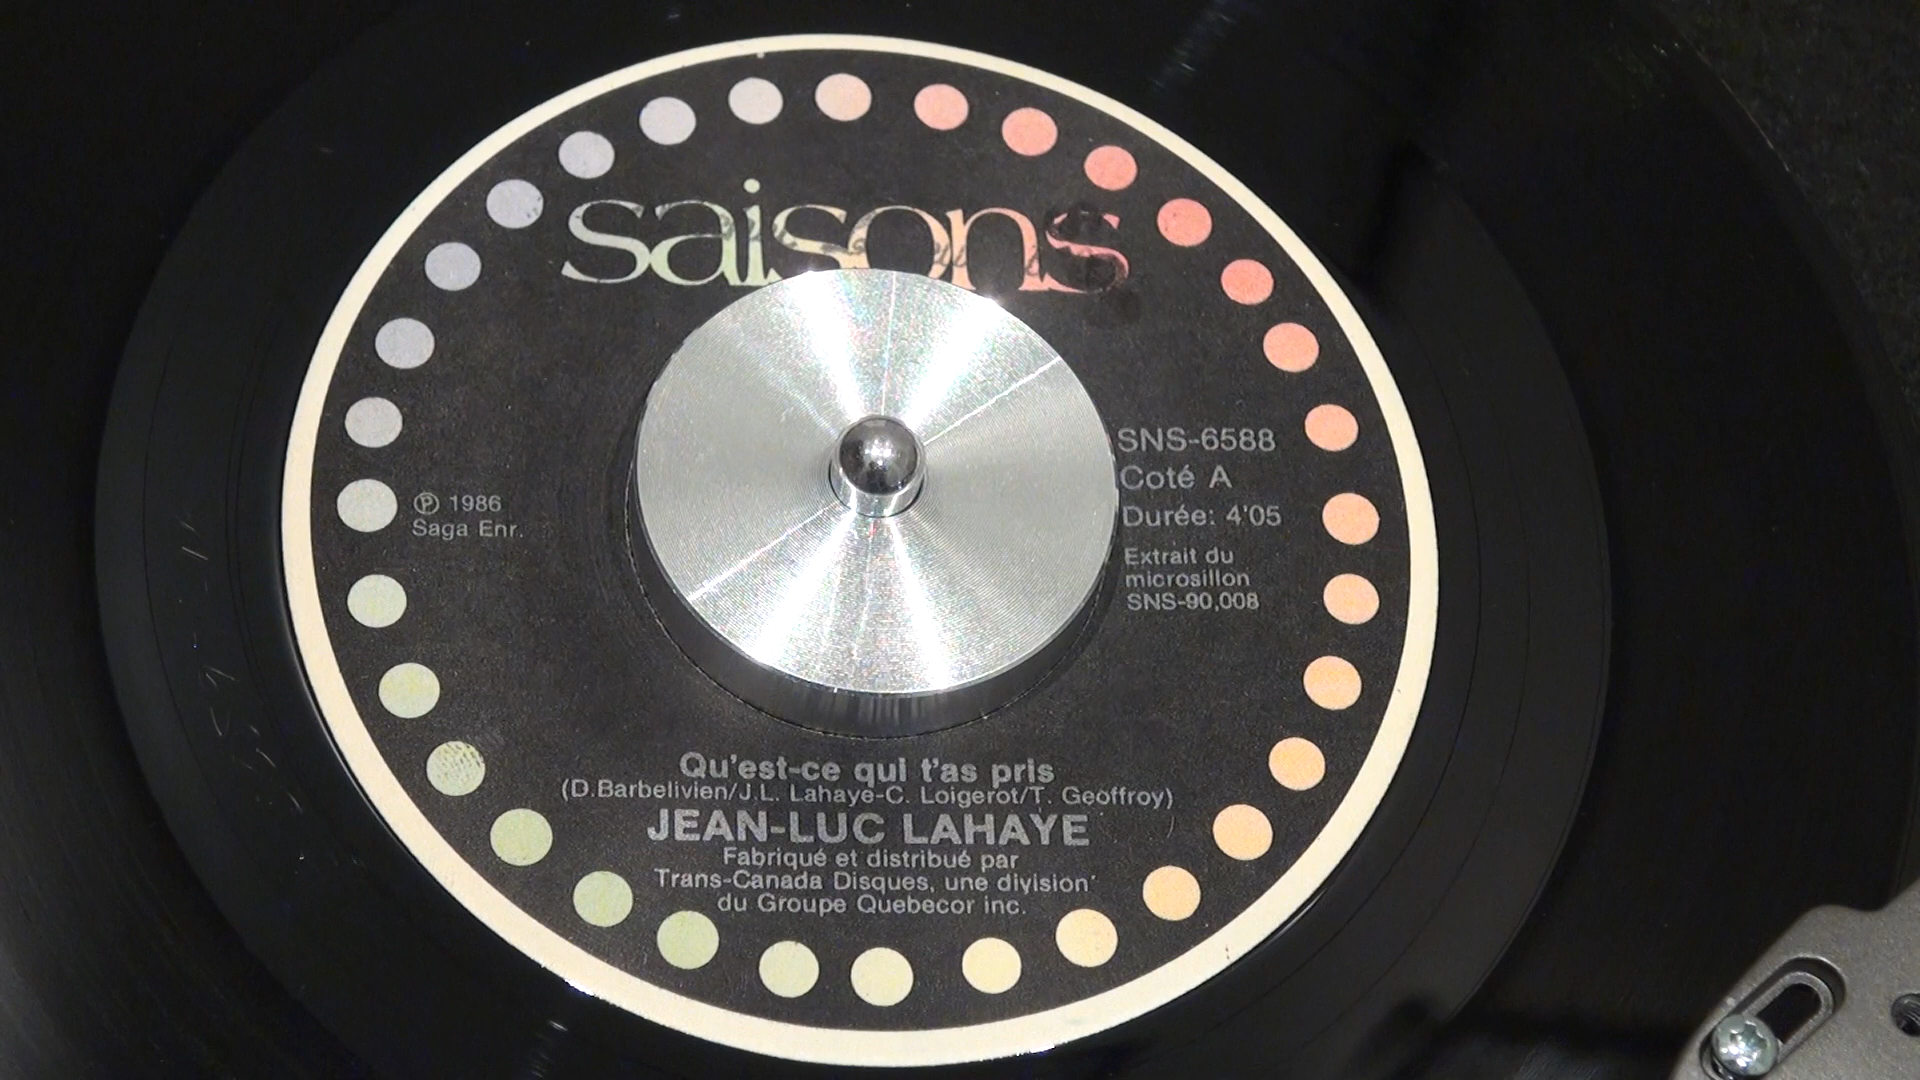 saisons
SNS-6588
Coté A
Durée: 4'05
Extrait du
microsillon
SNS-90,008
℗ 1986
Saga Enr.
Qu'est-ce qui t'as pris
(D.Barbelivien/J.L. Lahaye-C. Loigerot/T. Geoffroy)
JEAN-LUC LAHAYE
Fabriqué et distribué par
Trans-Canada Disques, une division
du Groupe Quebecor inc.